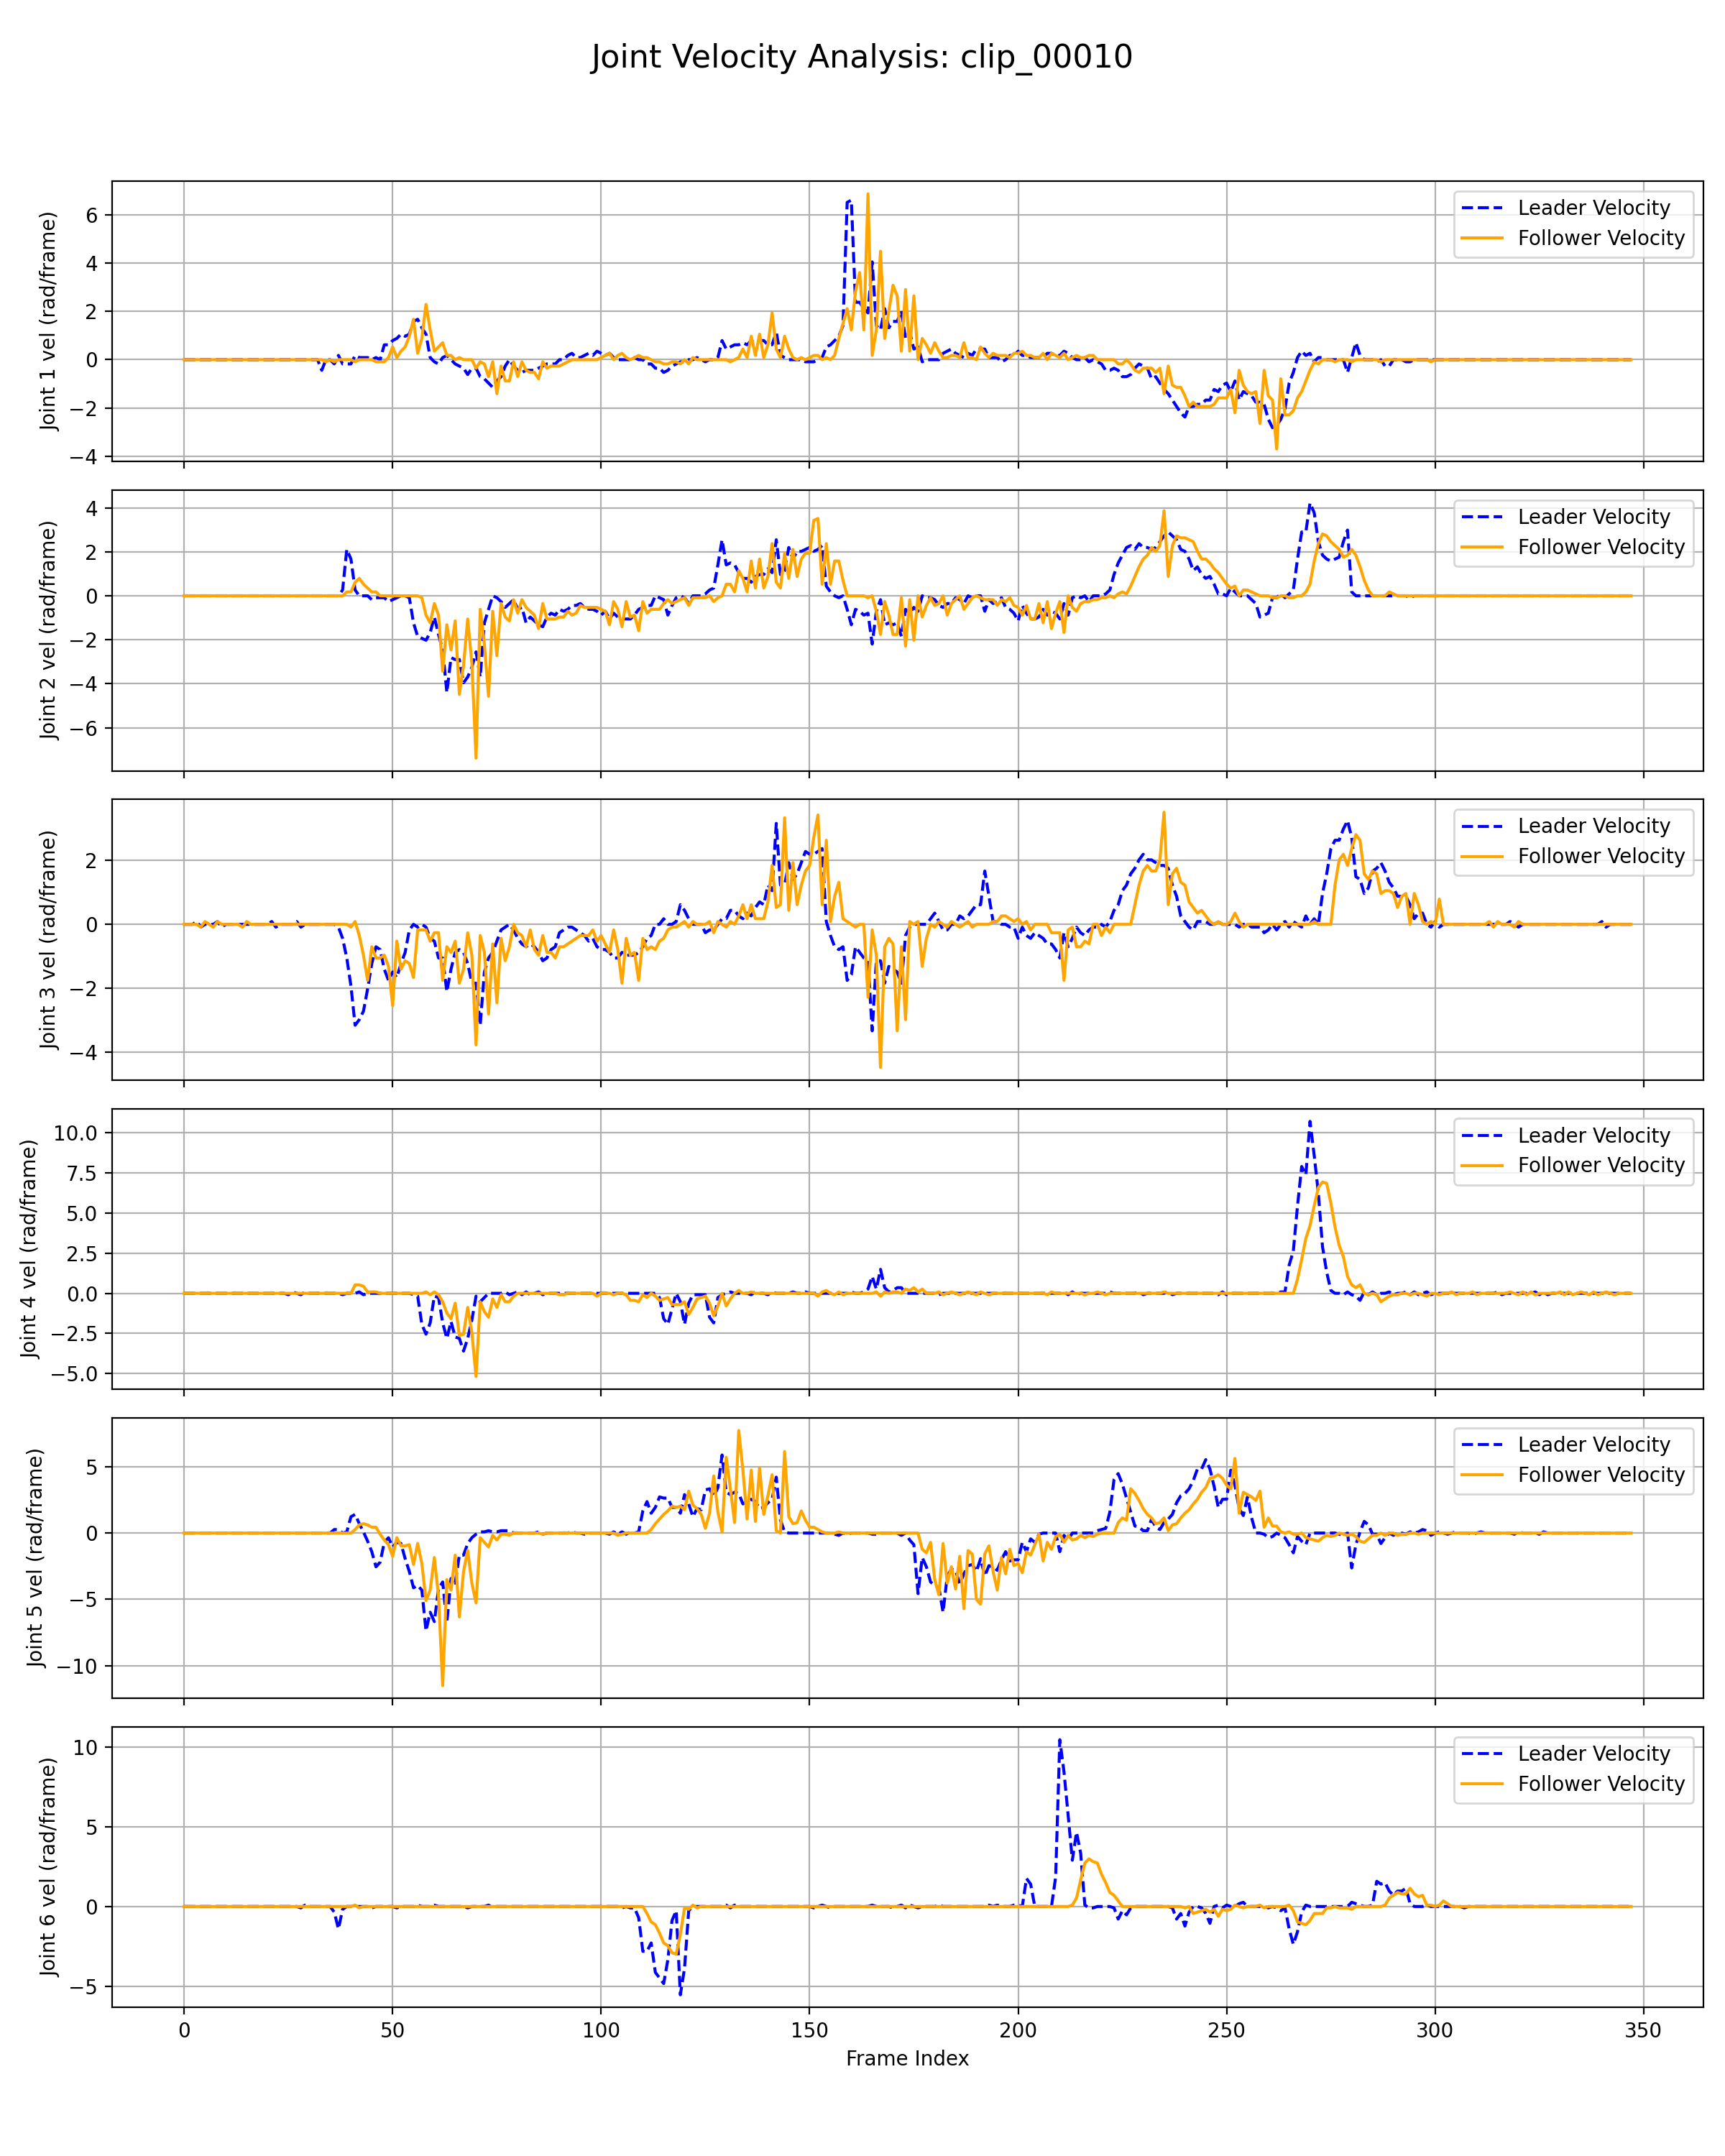 Joint Velocity Analysis: clip_00010
Joint 1 vel (rad/frame)
6
4
2
0
−2
−4
Leader Velocity
Follower Velocity
Joint 2 vel (rad/frame)
4
2
0
−2
−4
−6
Leader Velocity
Follower Velocity
Joint 3 vel (rad/frame)
2
0
−2
−4
Leader Velocity
Follower Velocity
Joint 4 vel (rad/frame)
10.0
7.5
5.0
2.5
0.0
−2.5
−5.0
Leader Velocity
Follower Velocity
Joint 5 vel (rad/frame)
5
0
−5
−10
Leader Velocity
Follower Velocity
Joint 6 vel (rad/frame)
10
5
0
−5
Leader Velocity
Follower Velocity
0 50 100 150 200 250 300 350
Frame Index